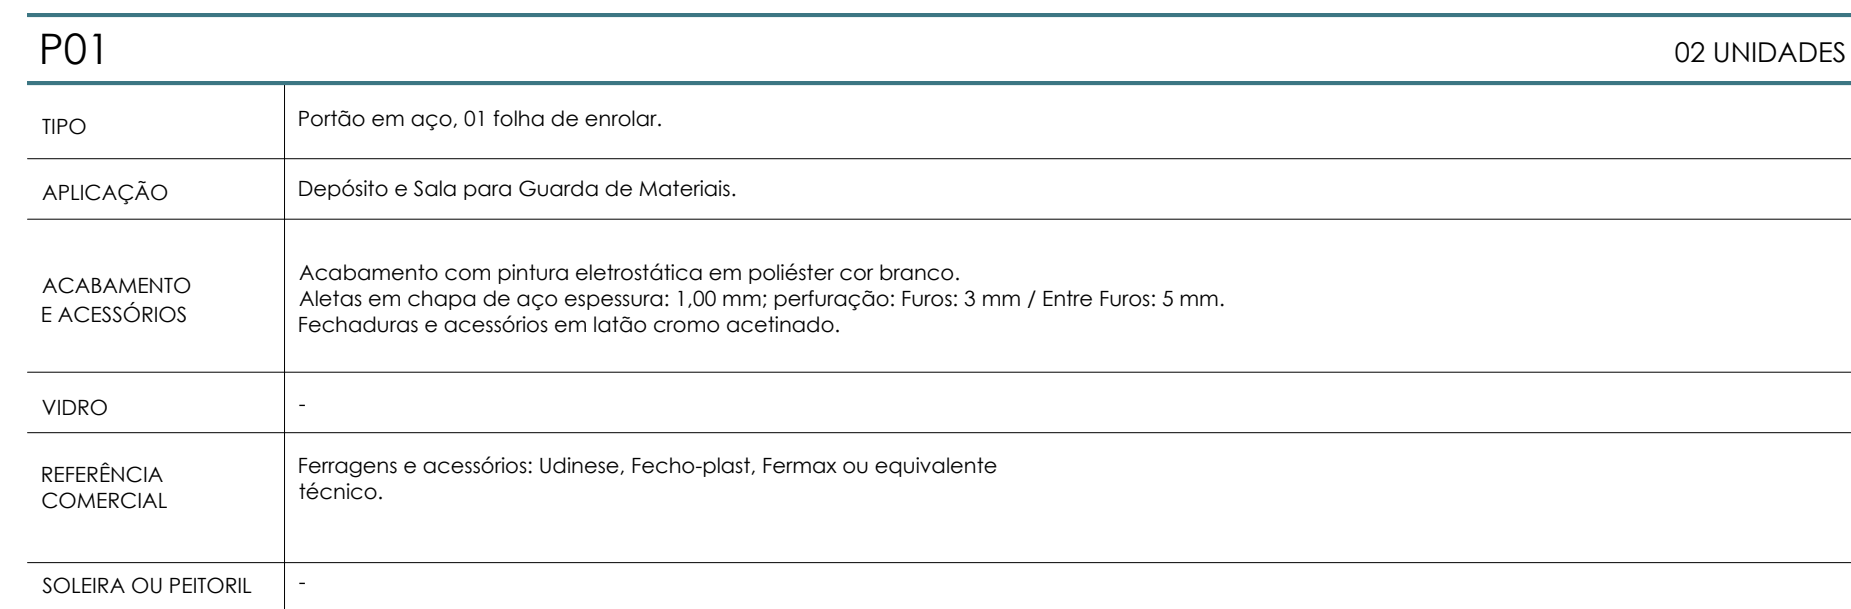 P01
02 UNIDADES
TIPO
Portão em aço, 01 folha de enrolar.
APLICAÇÃO
Depósito e Sala para Guarda de Materiais.
ACABAMENTO
E ACESSÓRIOS
Acabamento com pintura eletrostática em poliéster cor branco.
Aletas em chapa de aço espessura: 1,00 mm; perfuração: Furos: 3 mm / Entre Furos: 5 mm.
Fechaduras e acessórios em latão cromo acetinado.
VIDRO
-
REFERÊNCIA
COMERCIAL
Ferragens e acessórios: Udinese, Fecho-plast, Fermax ou equivalente
técnico.
SOLEIRA OU PEITORIL
-